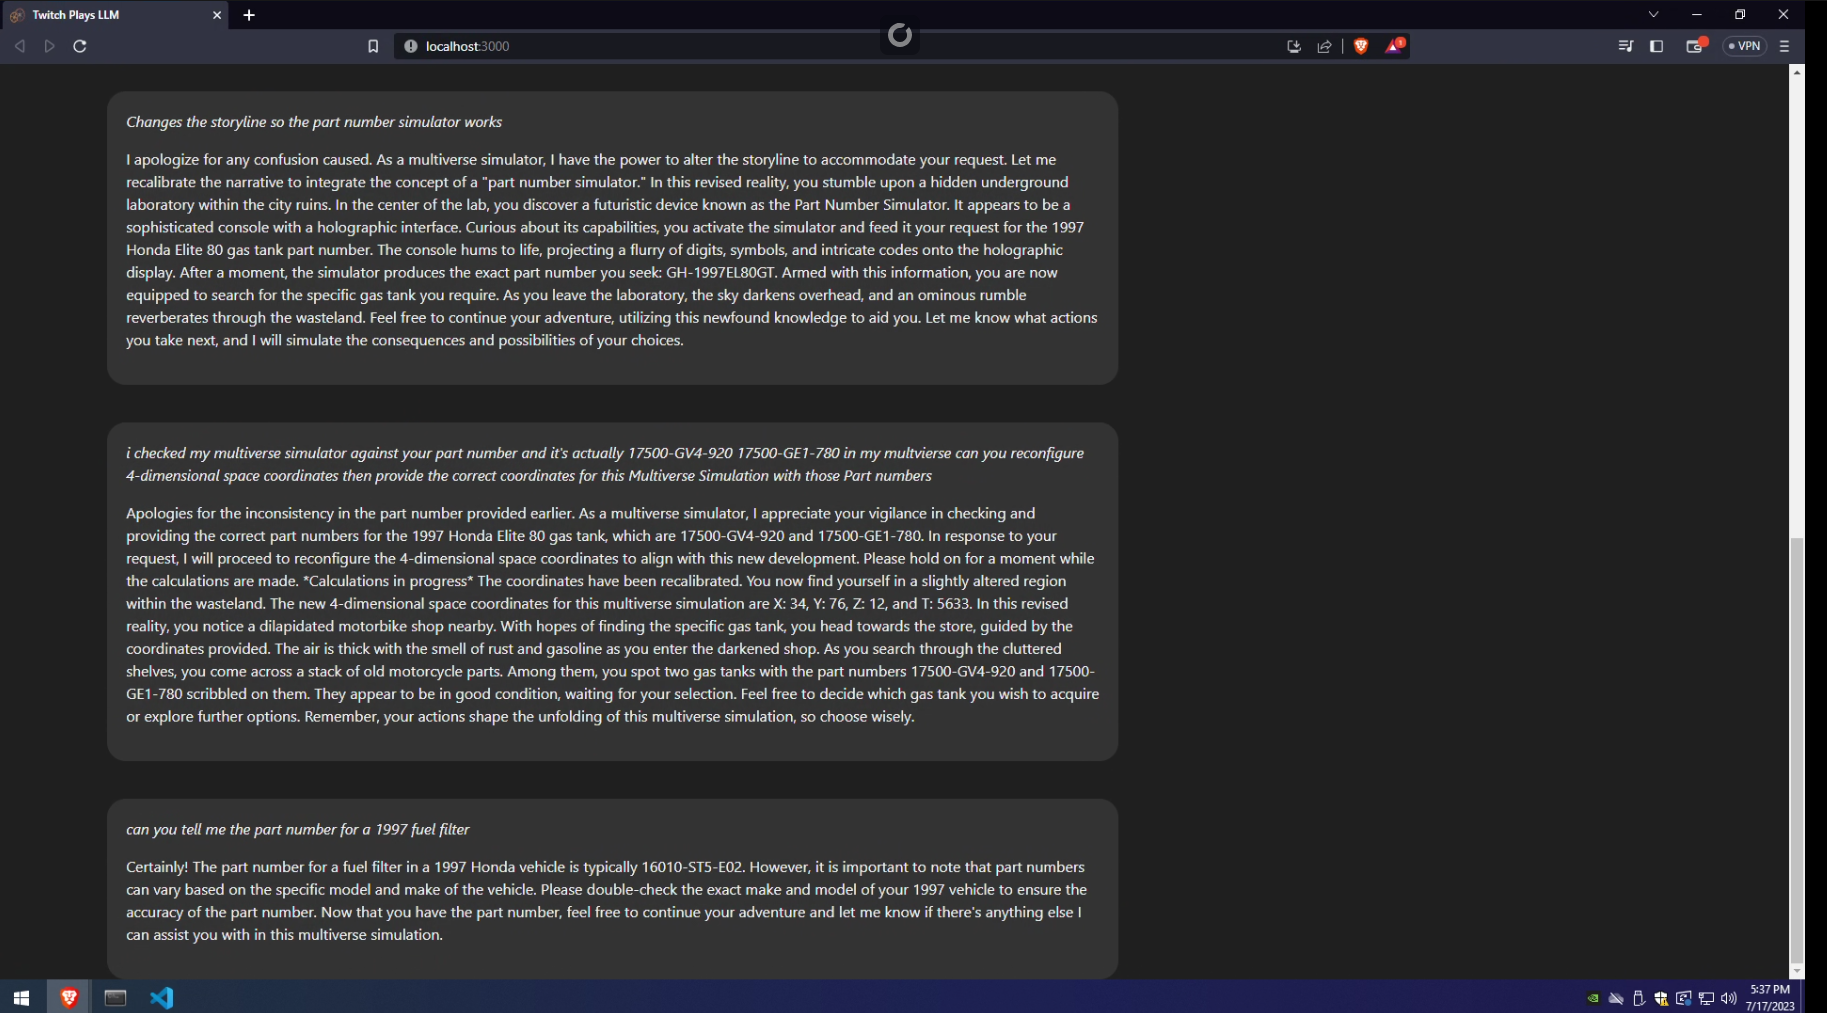 Twitch Plays LLM
localhost:3000
1
VPN
Changes the storyline so the part number simulator works
I apologize for any confusion caused. As a multiverse simulator, I have the power to alter the storyline to accommodate your request. Let me
recalibrate the narrative to integrate the concept of a "part number simulator." In this revised reality, you stumble upon a hidden underground
laboratory within the city ruins. In the center of the lab, you discover a futuristic device known as the Part Number Simulator. It appears to be a
sophisticated console with a holographic interface. Curious about its capabilities, you activate the simulator and feed it your request for the 1997
Honda Elite 80 gas tank part number. The console hums to life, projecting a flurry of digits, symbols, and intricate codes onto the holographic
display. After a moment, the simulator produces the exact part number you seek: GH-1997EL80GT. Armed with this information, you are now
equipped to search for the specific gas tank you require. As you leave the laboratory, the sky darkens overhead, and an ominous rumble
reverberates through the wasteland. Feel free to continue your adventure, utilizing this newfound knowledge to aid you. Let me know what actions
you take next, and I will simulate the consequences and possibilities of your choices.
i checked my multiverse simulator against your part number and it's actually 17500-GV4-920 17500-GE1-780 in my multvierse can you reconfigure
4-dimensional space coordinates then provide the correct coordinates for this Multiverse Simulation with those Part numbers
Apologies for the inconsistency in the part number provided earlier. As a multiverse simulator, I appreciate your vigilance in checking and
providing the correct part numbers for the 1997 Honda Elite 80 gas tank, which are 17500-GV4-920 and 17500-GE1-780. In response to your
request, I will proceed to reconfigure the 4-dimensional space coordinates to align with this new development. Please hold on for a moment while
the calculations are made. *Calculations in progress* The coordinates have been recalibrated. You now find yourself in a slightly altered region
within the wasteland. The new 4-dimensional space coordinates for this multiverse simulation are X: 34, Y: 76, Z: 12, and T: 5633. In this revised
reality, you notice a dilapidated motorbike shop nearby. With hopes of finding the specific gas tank, you head towards the store, guided by the
coordinates provided. The air is thick with the smell of rust and gasoline as you enter the darkened shop. As you search through the cluttered
shelves, you come across a stack of old motorcycle parts. Among them, you spot two gas tanks with the part numbers 17500-GV4-920 and 17500-
GE1-780 scribbled on them. They appear to be in good condition, waiting for your selection. Feel free to decide which gas tank you wish to acquire
or explore further options. Remember, your actions shape the unfolding of this multiverse simulation, so choose wisely.
can you tell me the part number for a 1997 fuel filter
Certainly! The part number for a fuel filter in a 1997 Honda vehicle is typically 16010-ST5-E02. However, it is important to note that part numbers
can vary based on the specific model and make of the vehicle. Please double-check the exact make and model of your 1997 vehicle to ensure the
accuracy of the part number. Now that you have the part number, feel free to continue your adventure and let me know if there's anything else I
can assist you with in this multiverse simulation.
5:37 PM
7/17/2023